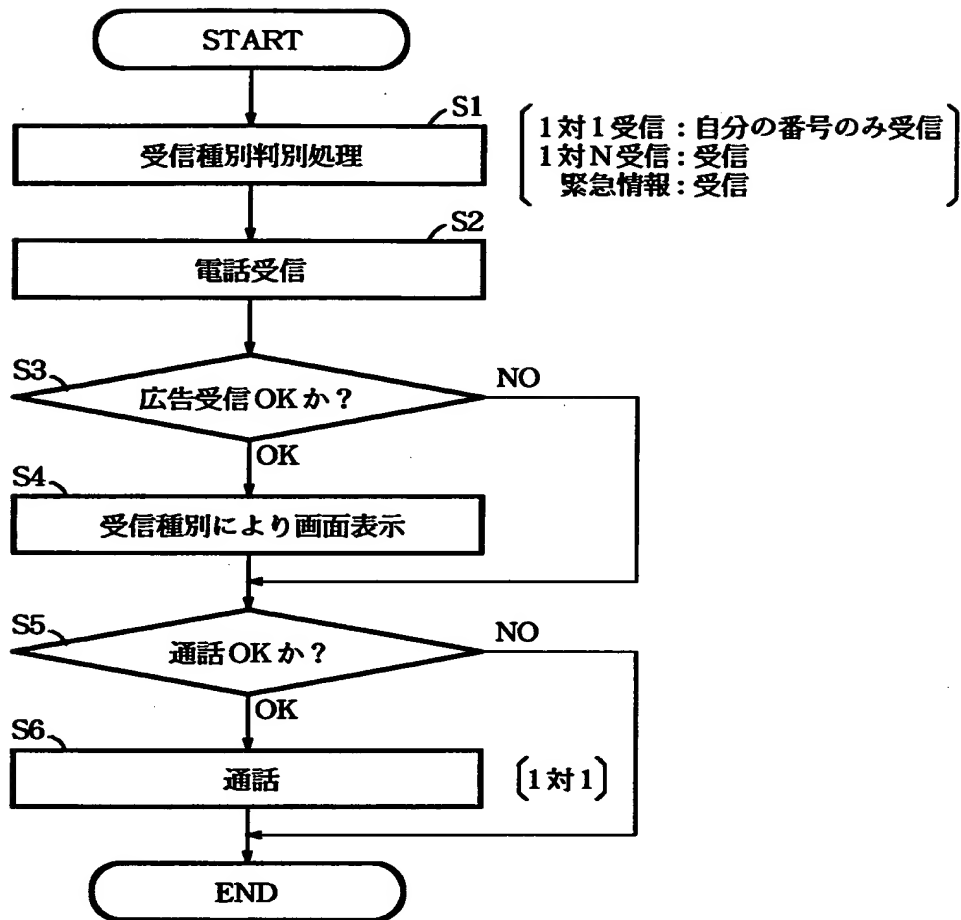 START
S1
受信種別判別処理
1対1受信：自分の番号のみ受信
1対N受信：受信
緊急情報：受信
S2
電話受信
S3
広告受信OKか？
NO
OK
S4
受信種別により画面表示
S5
通話OKか？
NO
OK
S6
通話
〔1対1〕
END